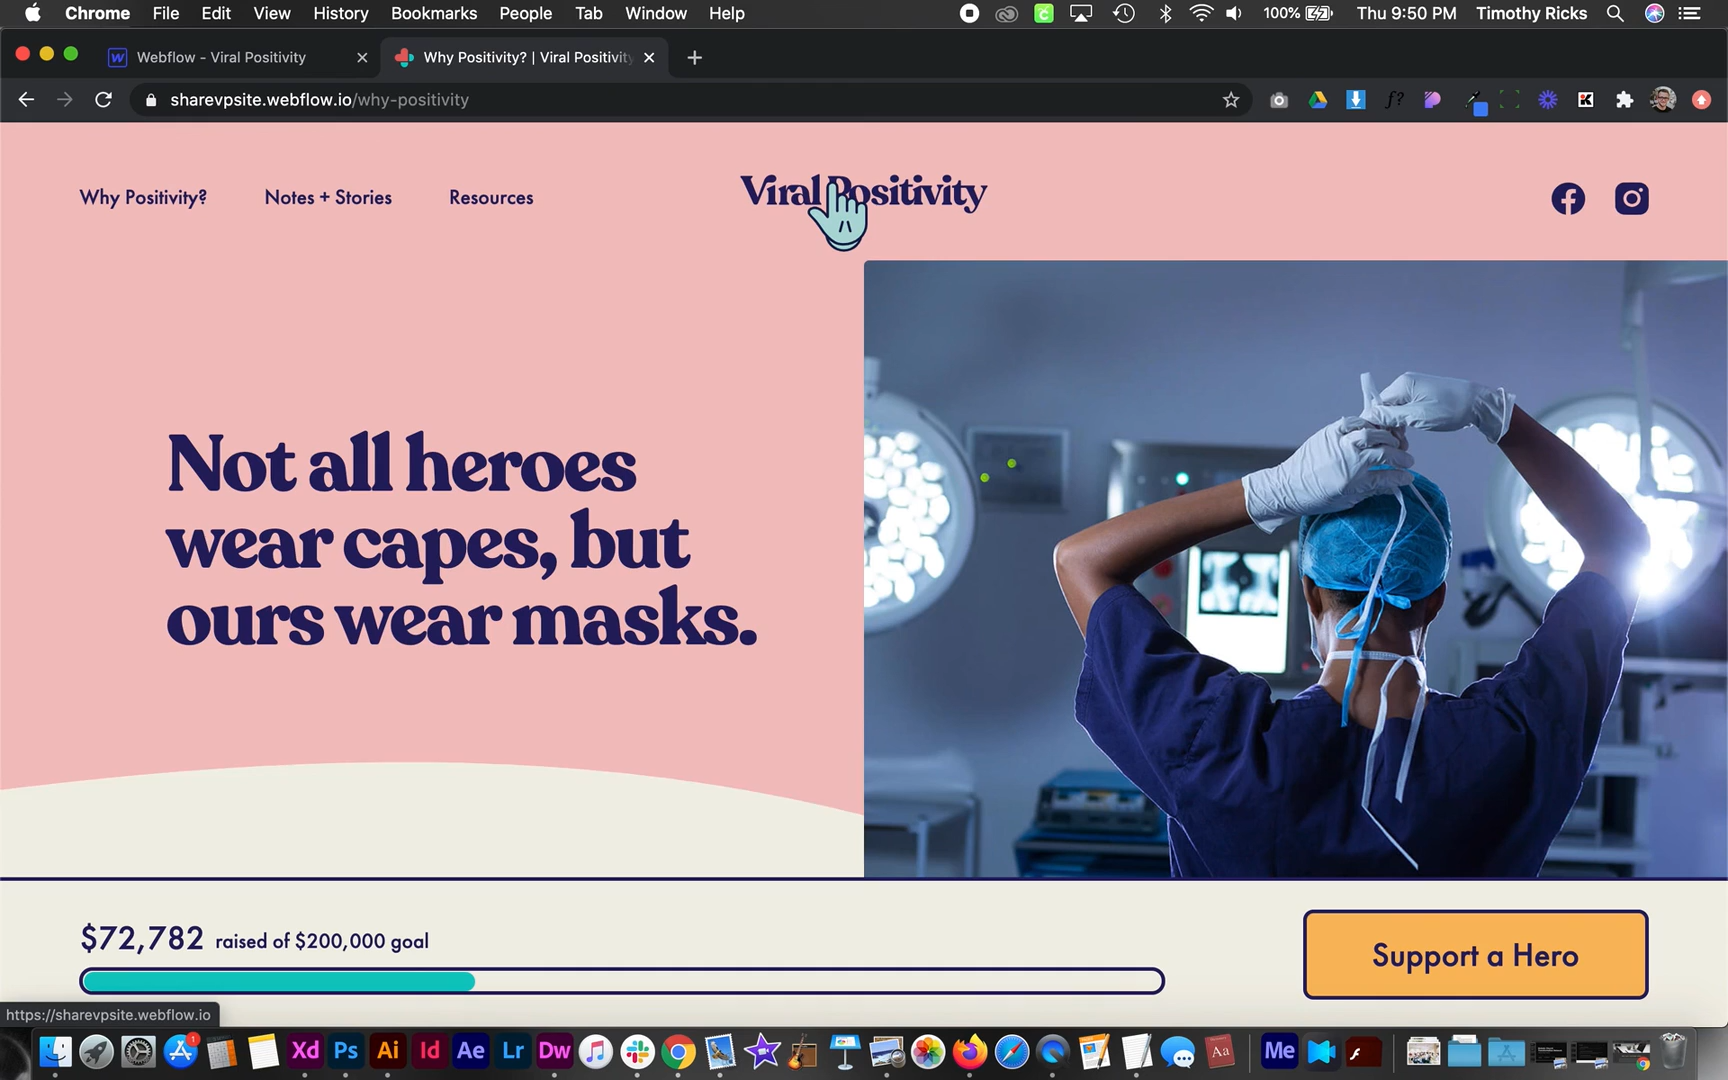 Chrome File Edit View History Bookmarks People Tab Window Help 100% Thu 9:50 PM Timothy Ricks
Webflow - Viral Positivity
Why Positivity? | Viral Positivity
sharevpsite.webflow.io/why-positivity
Why Positivity? Notes + Stories Resources
Viral Positivity
Not all heroes
wear capes, but
ours wear masks.
$72,782 raised of $200,000 goal
Support a Hero
https://sharevpsite.webflow.io
1
Xd Ps Ai Id Ae Lr Dw Aa Me